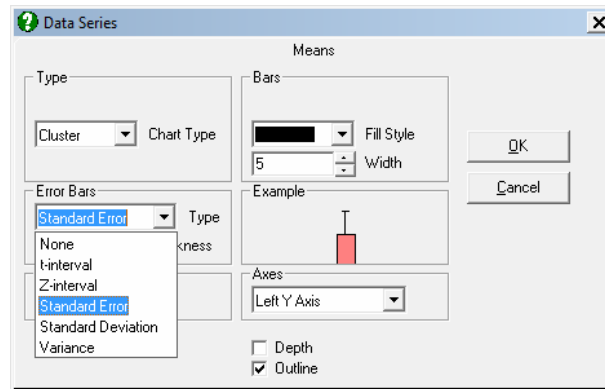 Data Series
Means
Type
Cluster
Chart Type
Bars
Fill Style
5
Width
OK
Cancel
Error Bars
Standard Error
Type
kness
None
t-interval
Z-interval
Standard Error
Standard Deviation
Variance
Example
Axes
Left Y Axis
Depth
Outline